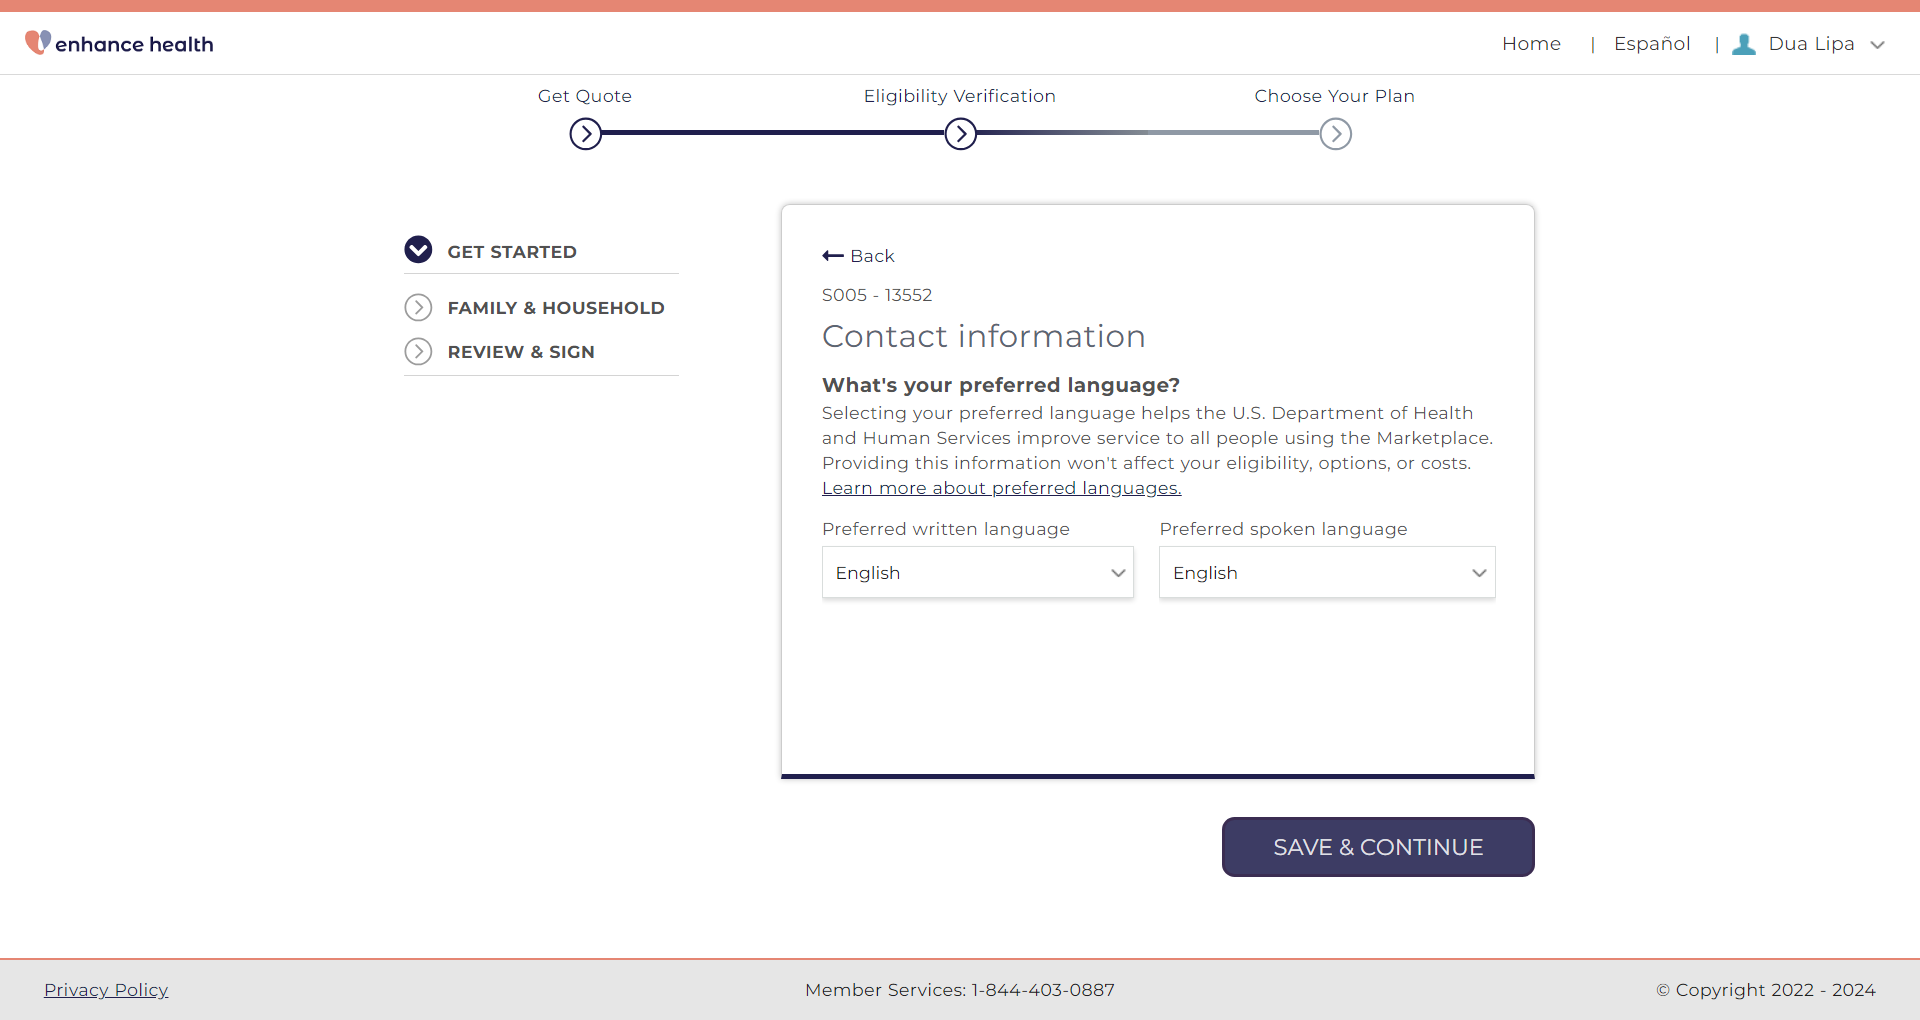 enhance health
Home | Español | Dua Lipa
Get Quote
Eligibility Verification
Choose Your Plan
GET STARTED
FAMILY & HOUSEHOLD
REVIEW & SIGN
Back
S005 - 13552
Contact information
What's your preferred language?
Selecting your preferred language helps the U.S. Department of Health
and Human Services improve service to all people using the Marketplace.
Providing this information won't affect your eligibility, options, or costs.
Learn more about preferred languages.
Preferred written language
English
Preferred spoken language
English
SAVE & CONTINUE
Privacy Policy
Member Services: 1-844-403-0887
© Copyright 2022 - 2024